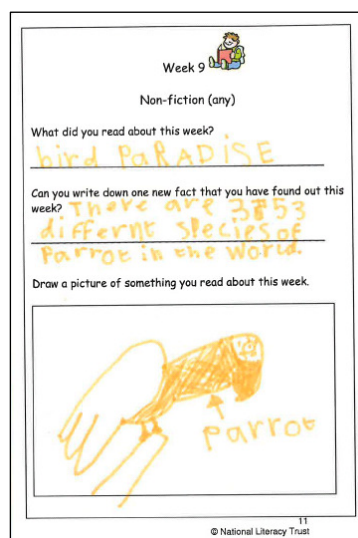 Week 9
Non-fiction (any)
What did you read about this week?
bird PaRADiSE
Can you write down one new fact that you have found out this
week? There are 3853
differnt species of
Parrot in the world.
Draw a picture of something you read about this week.
parrot
11
© National Literacy Trust